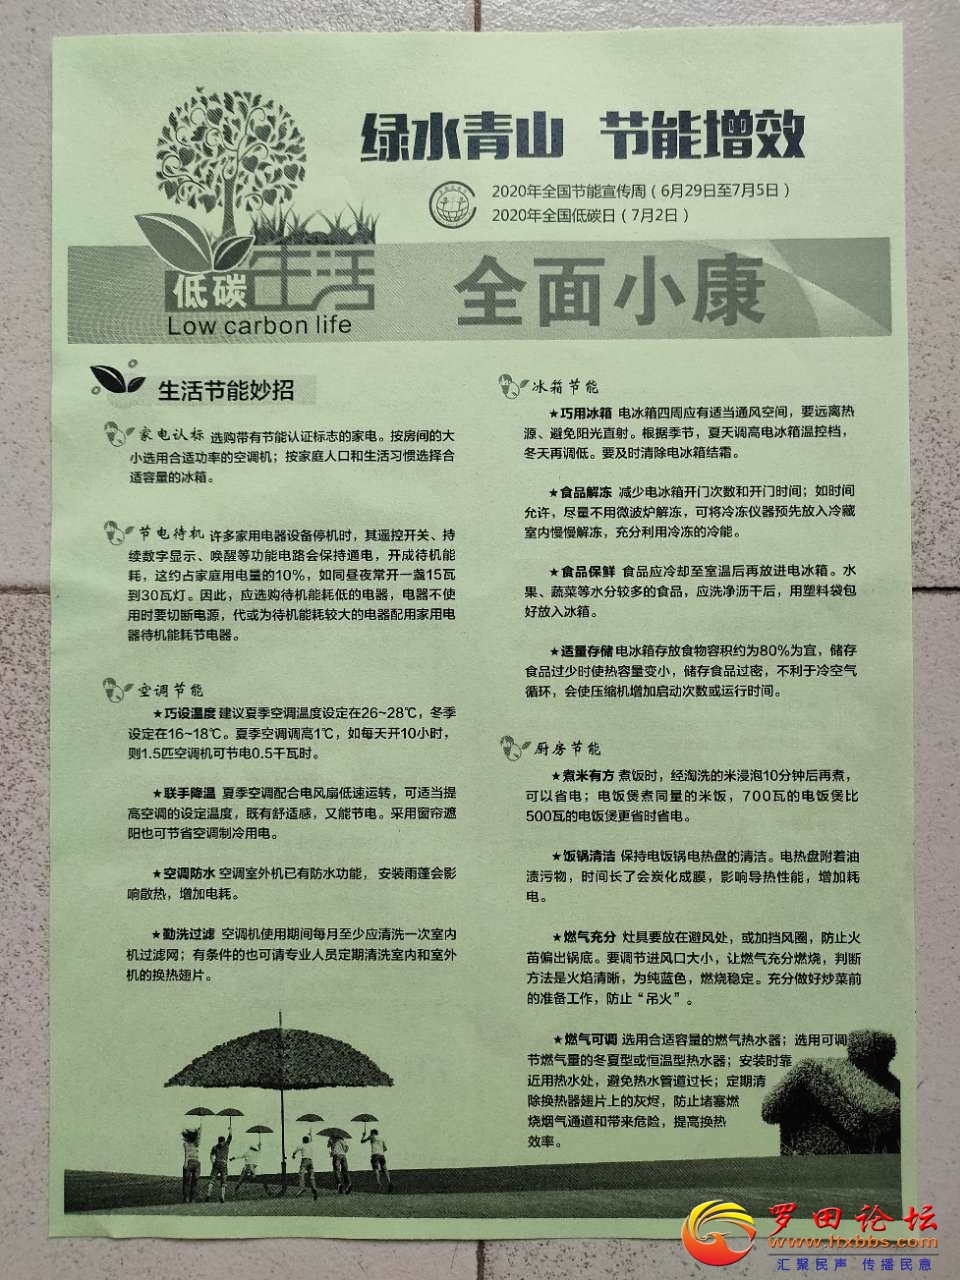 绿水青山 节能增效
2020年全国节能宣传周（6月29日至7月5日）
2020年全国低碳日（7月2日）
低碳生活
Low carbon life
全面小康
生活节能妙招
家电认标 选购带有节能认证标志的家电。按房间的大
小选用合适功率的空调机；按家庭人口和生活习惯选择合
适容量的冰箱。
节电待机 许多家用电器设备停机时，其遥控开关、持
续数字显示、唤醒等功能电路会保持通电，开成待机能
耗，这约占家庭用电量的10%，如同昼夜常开一盏15瓦
到30瓦灯。因此，应选购待机能耗低的电器，电器不使
用时要切断电源，代或为待机能耗较大的电器配用家用电
器待机能耗节电器。
空调节能
★巧设温度 建议夏季空调温度设定在26~28℃，冬季
设定在16~18℃。夏季空调调高1℃，如每天开10小时，
则1.5匹空调机可节电0.5千瓦时。
★联手降温 夏季空调配合电风扇低速运转，可适当提
高空调的设定温度，既有舒适感，又能节电。采用窗帘遮
阳也可节省空调制冷用电。
★空调防水 空调室外机已有防水功能， 安装雨蓬会影
响散热，增加电耗。
★勤洗过滤 空调机使用期间每月至少应清洗一次室内
机过滤网；有条件的也可请专业人员定期清洗室内和室外
机的换热翅片。
冰箱节能
★巧用冰箱 电冰箱四周应有适当通风空间，要远离热
源、避免阳光直射。根据季节，夏天调高电冰箱温控档，
冬天再调低。要及时清除电冰箱结霜。
★食品解冻 减少电冰箱开门次数和开门时间；如时间
允许，尽量不用微波炉解冻，可将冷冻仪器预先放入冷藏
室内慢慢解冻，充分利用冷冻的冷能。
★食品保鲜 食品应冷却至室温后再放进电冰箱。水
果、蔬菜等水分较多的食品，应洗净沥干后，用塑料袋包
好放入冰箱。
★适量存储 电冰箱存放食物容积约为80%为宜，储存
食品过少时使热容量变小，储存食品过密，不利于冷空气
循环，会使压缩机增加启动次数或运行时间。
厨房节能
★煮米有方 煮饭时，经淘洗的米浸泡10分钟后再煮，
可以省电；电饭煲煮同量的米饭，700瓦的电饭煲比
500瓦的电饭煲更省时省电。
★饭锅清洁 保持电饭锅电热盘的清洁。电热盘附着油
渍污物，时间长了会炭化成膜，影响导热性能，增加耗
电。
★燃气充分 灶具要放在避风处，或加挡风圈，防止火
苗偏出锅底。要调节进风口大小，让燃气充分燃烧，判断
方法是火焰清晰，为纯蓝色，燃烧稳定。充分做好炒菜前
的准备工作，防止“吊火”。
★燃气可调 选用合适容量的燃气热水器；选用可调
节燃气量的冬夏型或恒温型热水器；安装时靠
近用热水处，避免热水管道过长；定期清
除换热器翅片上的灰烬，防止堵塞燃
烧烟气通道和带来危险，提高换热
效率。
罗田论坛
www.ltxbbs.com
汇聚民声 传播民意